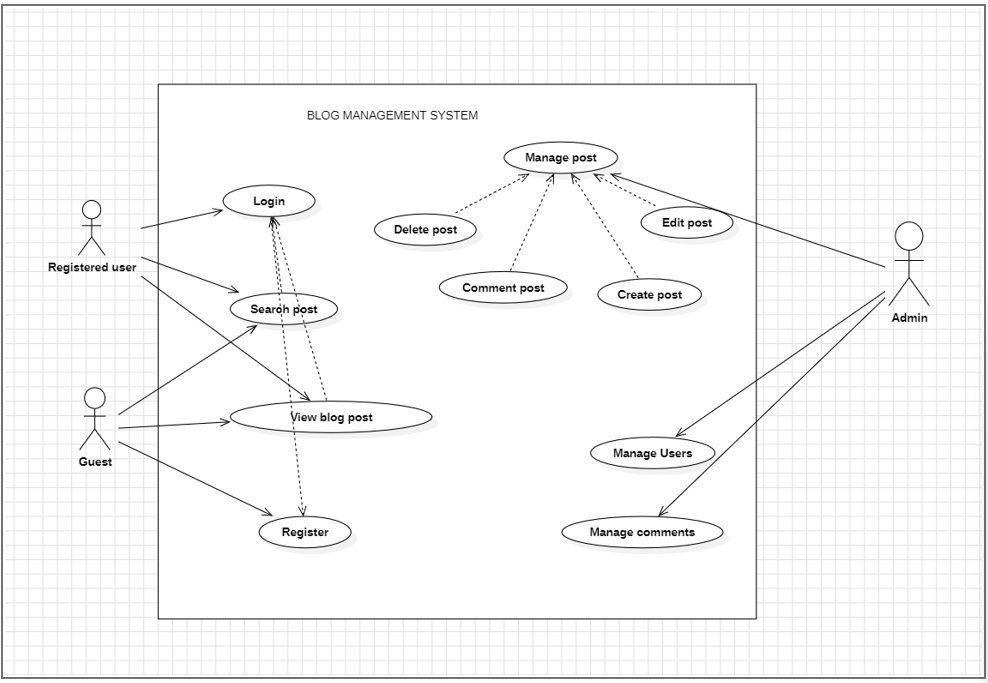 BLOG MANAGEMENT SYSTEM
Manage post
Login
Delete post
Edit post
Registered user
Comment post
Create post
Search post
Admin
View blog post
Manage Users
Guest
Register
Manage comments